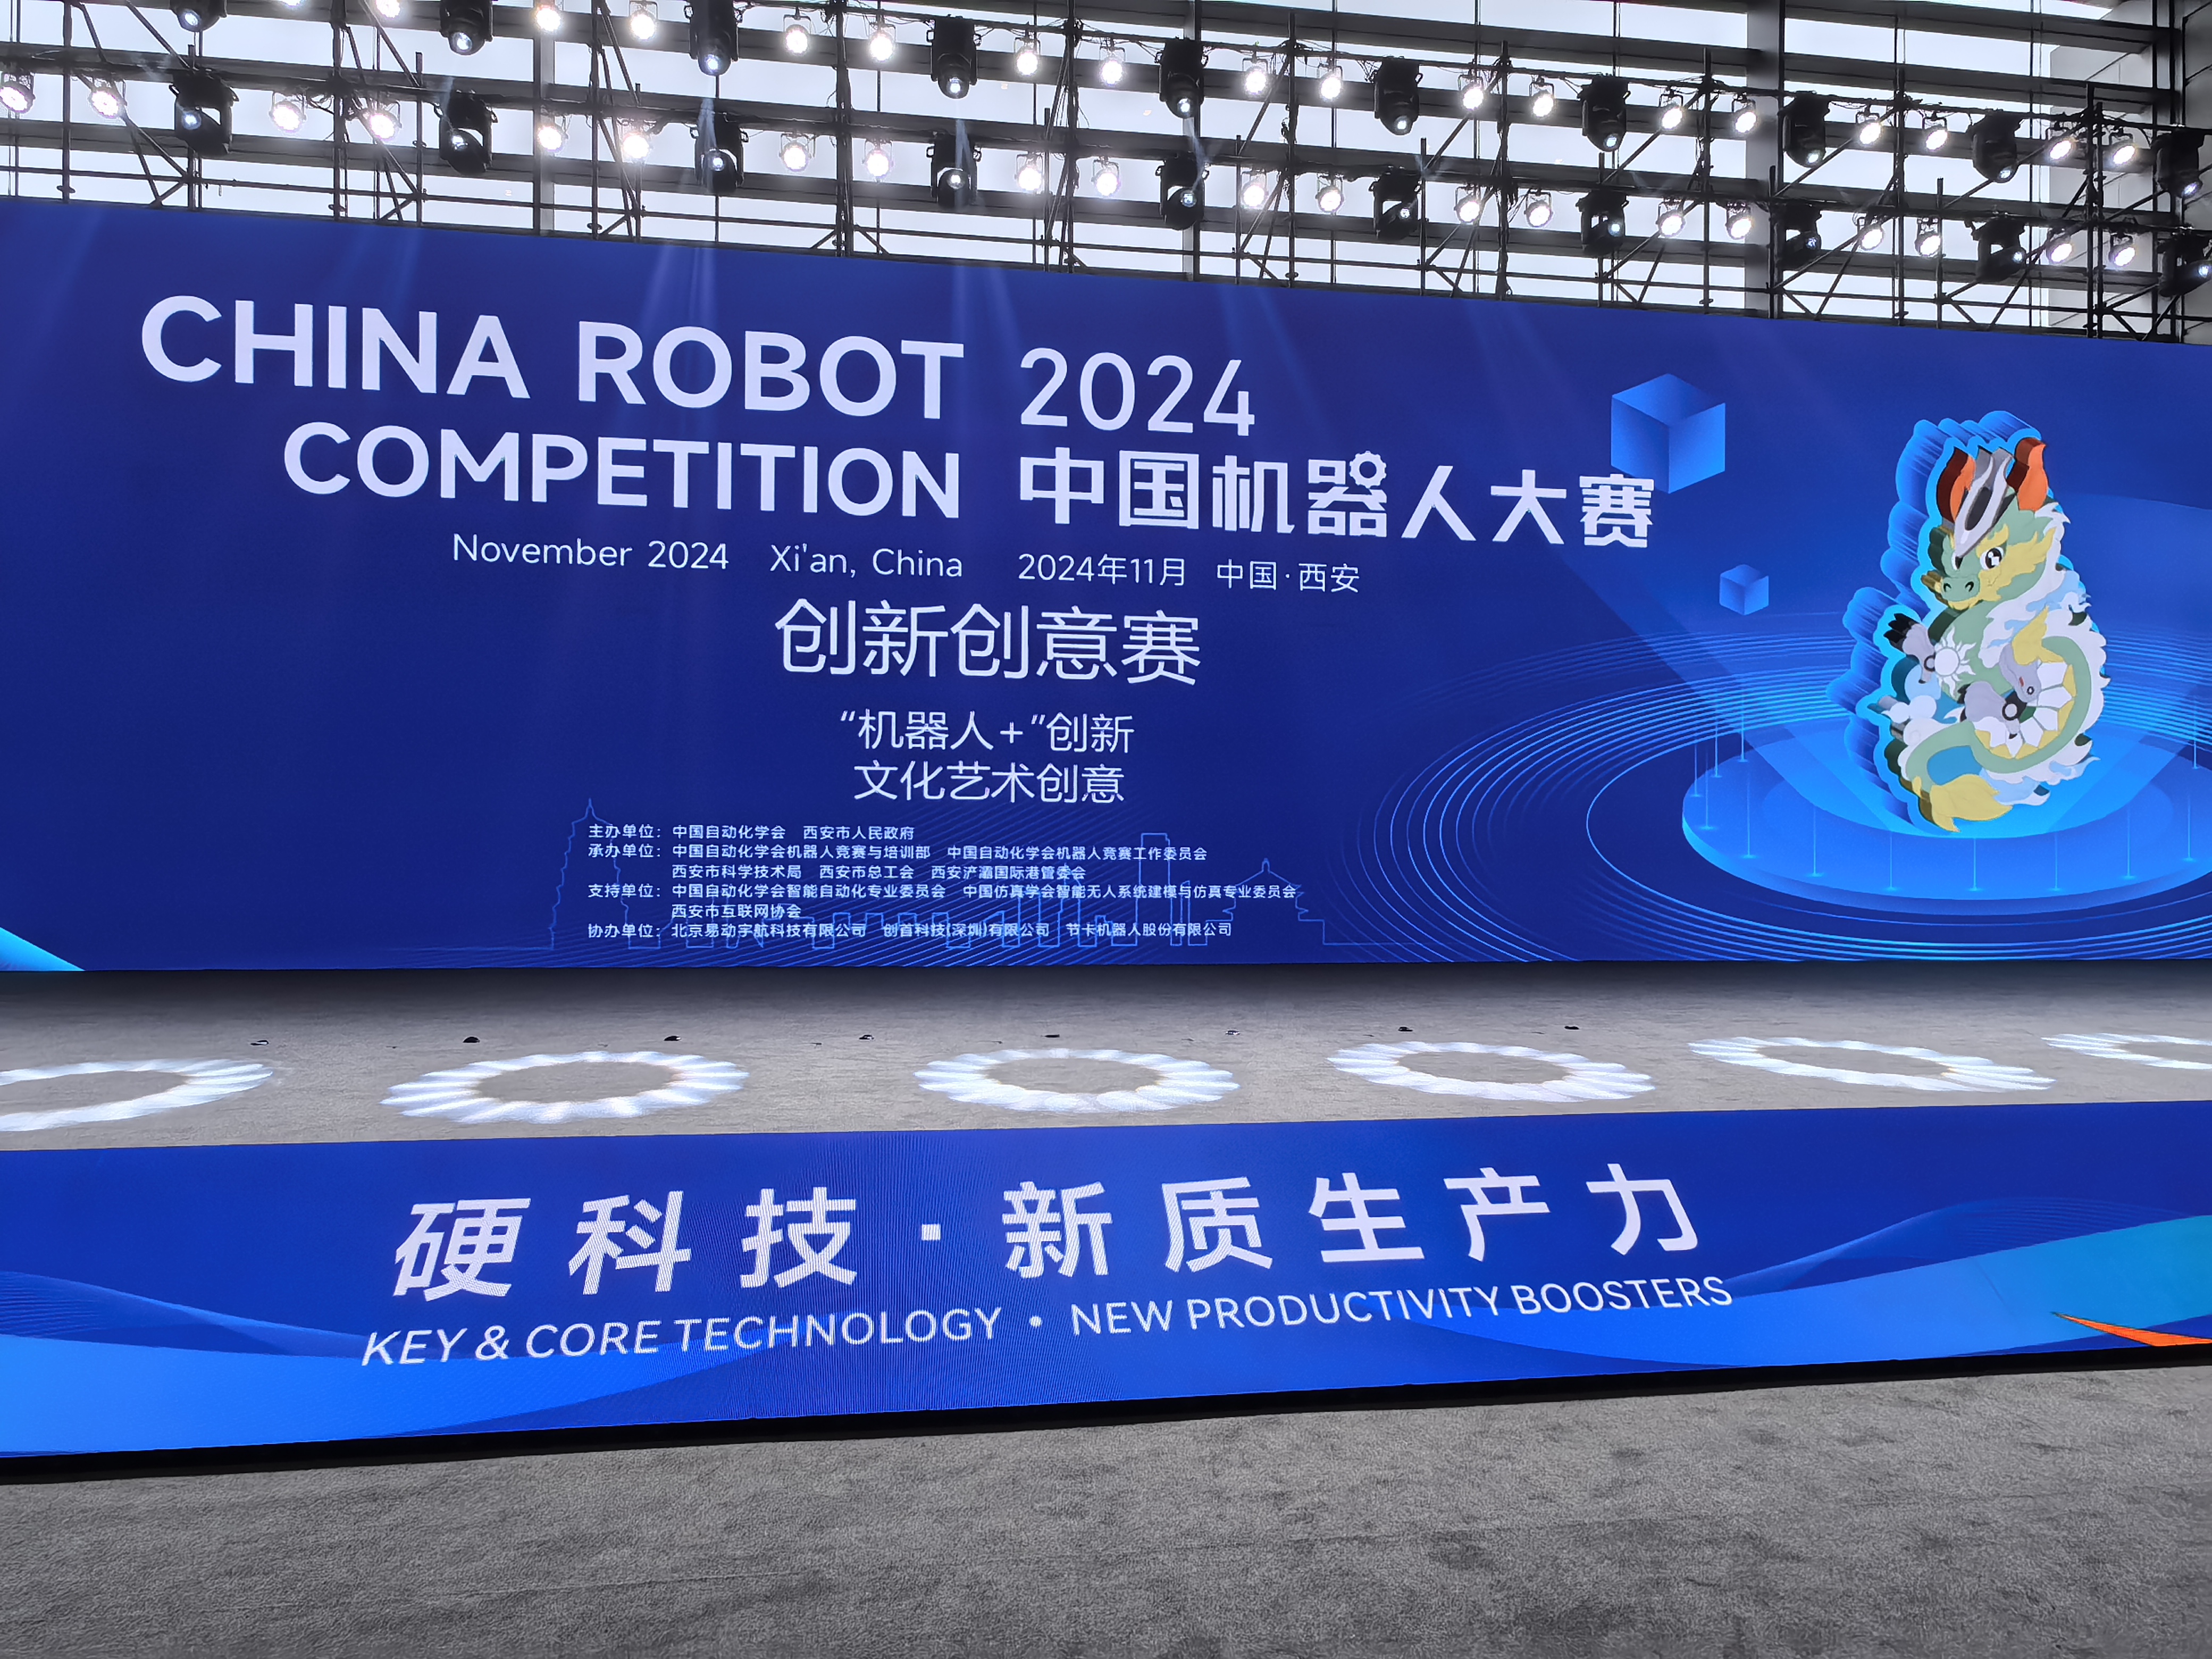 CHINA ROBOT
COMPETITION
2024
中国机器人大赛
November 2024 Xi'an, China
2024年11月 中国·西安
创新创意赛
“机器人+”创新
文化艺术创意
主办单位：中国自动化学会 西安市人民政府
承办单位：中国自动化学会机器人竞赛与培训部 中国自动化学会机器人竞赛工作委员会
西安市科学技术局 西安市总工会 西安浐灞国际港管委会
支持单位：中国自动化学会智能自动化专业委员会 中国仿真学会智能无人系统建模与仿真专业委员会
西安市互联网协会
协办单位：北京易动宇航科技有限公司 创首科技(深圳)有限公司 节卡机器人股份有限公司
硬科技·新质生产力
KEY & CORE TECHNOLOGY • NEW PRODUCTIVITY BOOSTERS